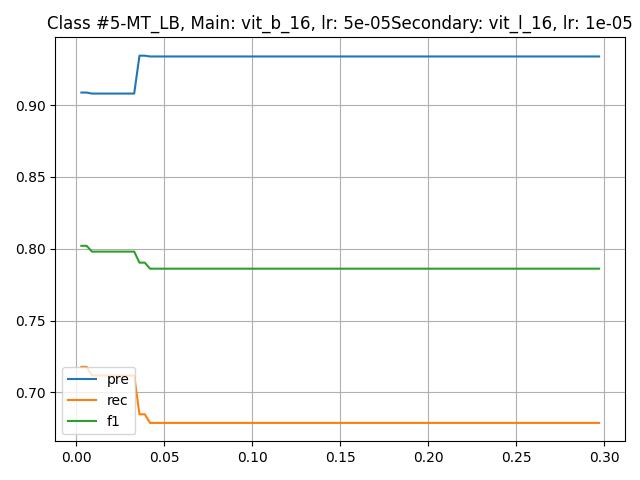 Class #5-MT_LB, Main: vit_b_16, lr: 5e-05Secondary: vit_l_16, lr: 1e-05
0.90
0.85
0.80
0.75
0.70
pre
rec
f1
0.00 0.05 0.10 0.15 0.20 0.25 0.30